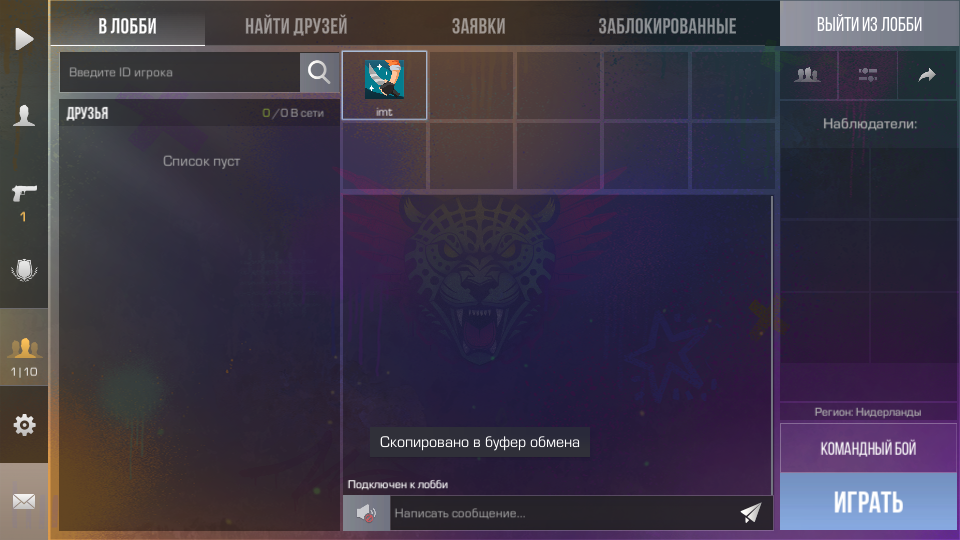 В ЛОББИ
НАЙТИ ДРУЗЕЙ
ЗАЯВКИ
ЗАБЛОКИРОВАННЫЕ
ВЫЙТИ ИЗ ЛОББИ
Введите ID игрока
ДРУЗЬЯ
0/0 В сети
Список пуст
imt
Наблюдатели:
1
1|10
Регион: Нидерланды
Скопировано в буфер обмена
КОМАНДНЫЙ БОЙ
Подключен к лобби
Написать сообщение...
ИГРАТЬ